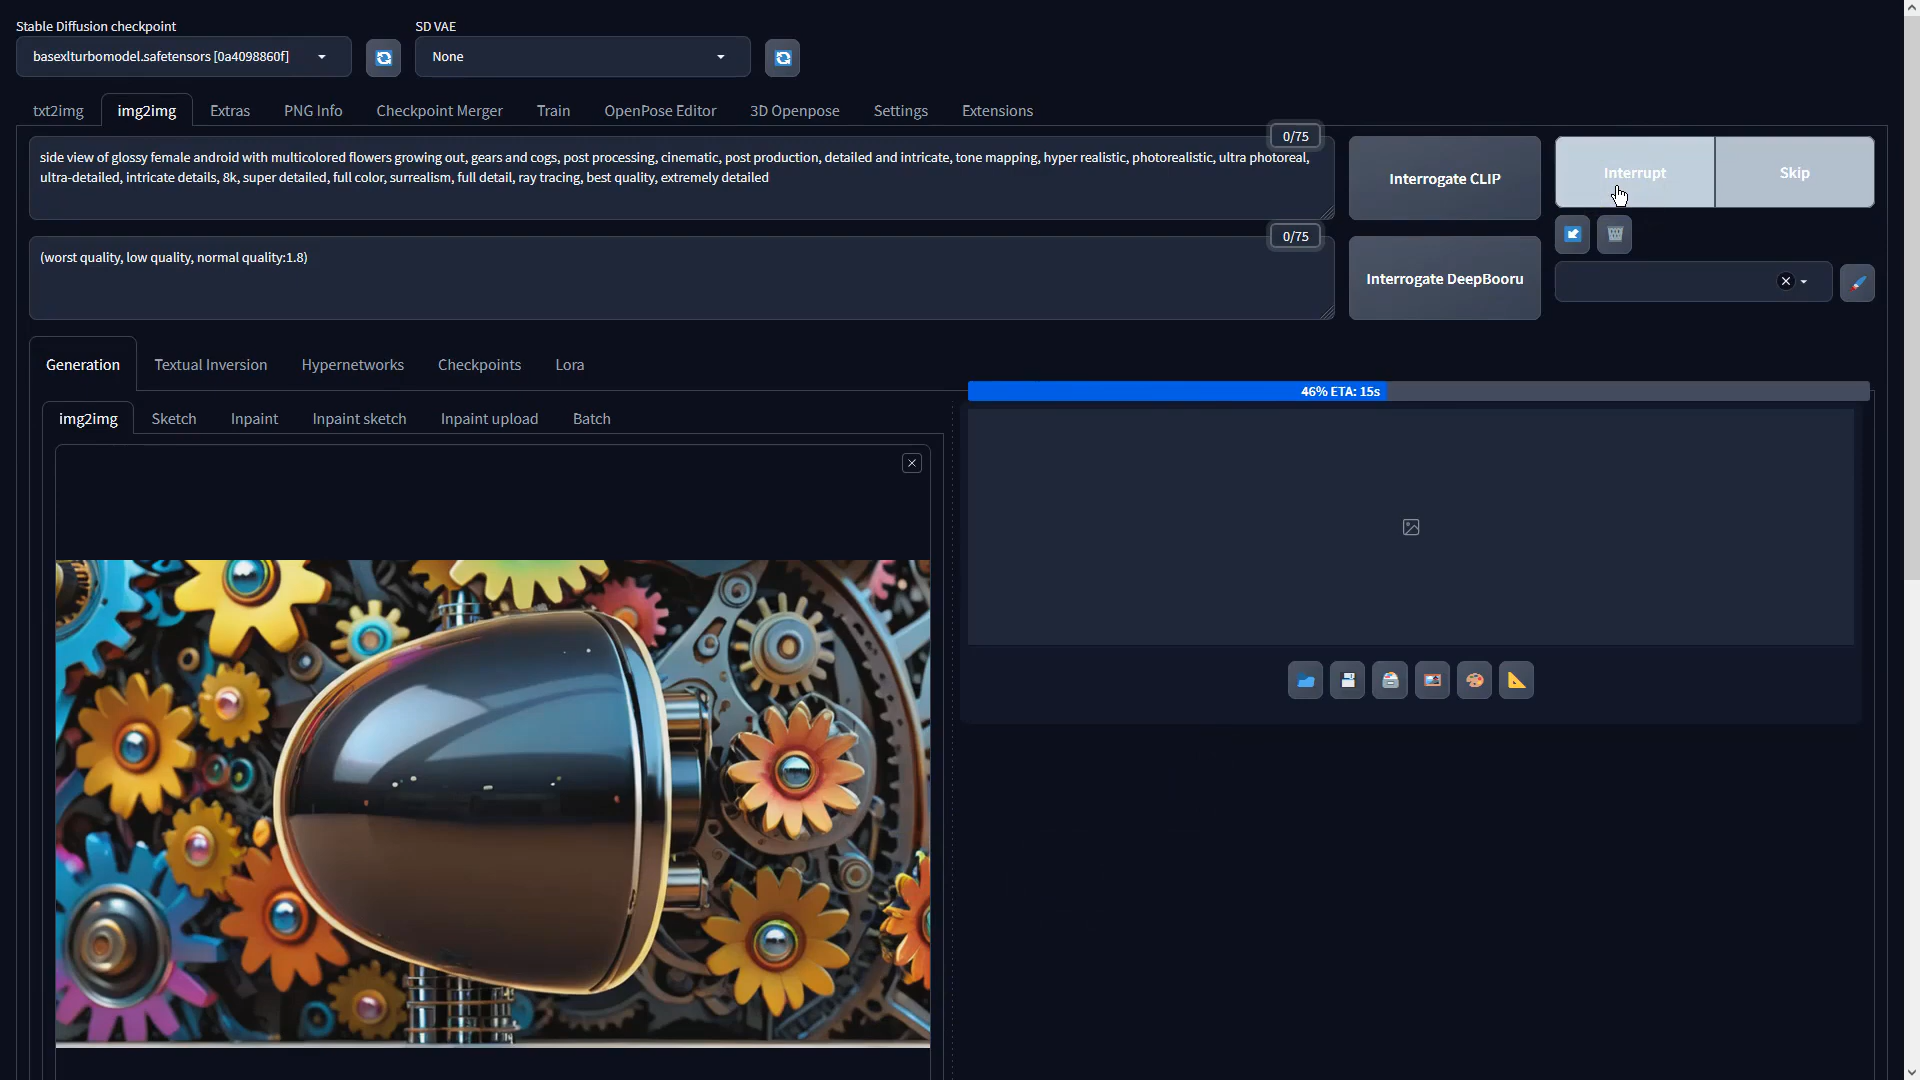 Stable Diffusion checkpoint
SD VAE
basexlturbomodel.safetensors [0a4098860f]
None
txt2img
img2img
Extras
PNG Info
Checkpoint Merger
Train
OpenPose Editor
3D Openpose
Settings
Extensions
0/75
side view of glossy female android with multicolored flowers growing out, gears and cogs, post processing, cinematic, post production, detailed and intricate, tone mapping, hyper realistic, photorealistic, ultra photoreal,
ultra-detailed, intricate details, 8k, super detailed, full color, surrealism, full detail, ray tracing, best quality, extremely detailed
Interrogate CLIP
Interrupt
Skip
0/75
(worst quality, low quality, normal quality:1.8)
Interrogate DeepBooru
Generation
Textual Inversion
Hypernetworks
Checkpoints
Lora
46% ETA: 15s
img2img
Sketch
Inpaint
Inpaint sketch
Inpaint upload
Batch